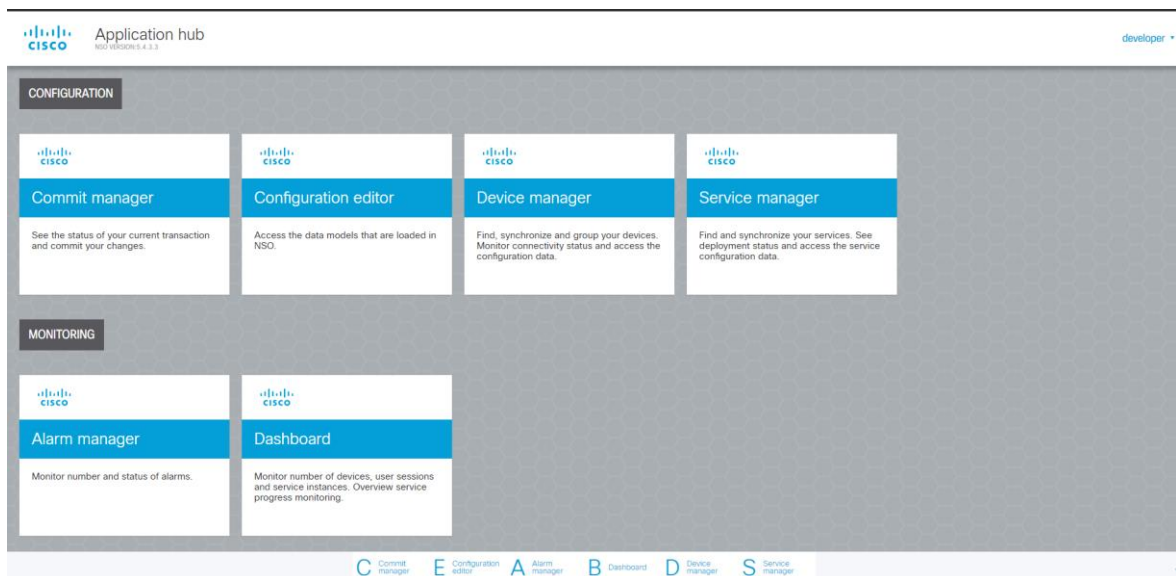 CISCO
Application hub
NSO VERSION:5.4.3.3
developer
CONFIGURATION
CISCO
Commit manager
See the status of your current transaction
and commit your changes.
CISCO
Configuration editor
Access the data models that are loaded in
NSO.
CISCO
Device manager
Find, synchronize and group your devices.
Monitor connectivity status and access the
configuration data.
CISCO
Service manager
Find and synchronize your services. See
deployment status and access the service
configuration data.
MONITORING
CISCO
Alarm manager
Monitor number and status of alarms.
CISCO
Dashboard
Monitor number of devices, user sessions
and service instances. Overview service
progress monitoring.
C Commit
manager
E Configuration
editor
A Alarm
manager
B Dashboard
D Device
manager
S Service
manager